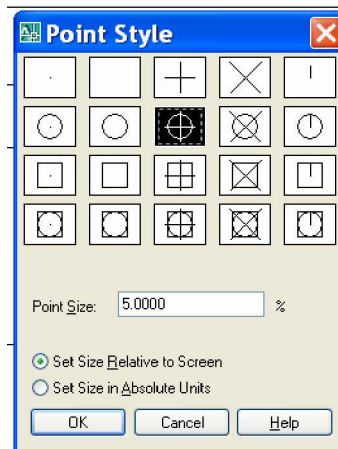 Point Style
Point Size: 5.0000 %
Set Size Relative to Screen
Set Size in Absolute Units
OK Cancel Help